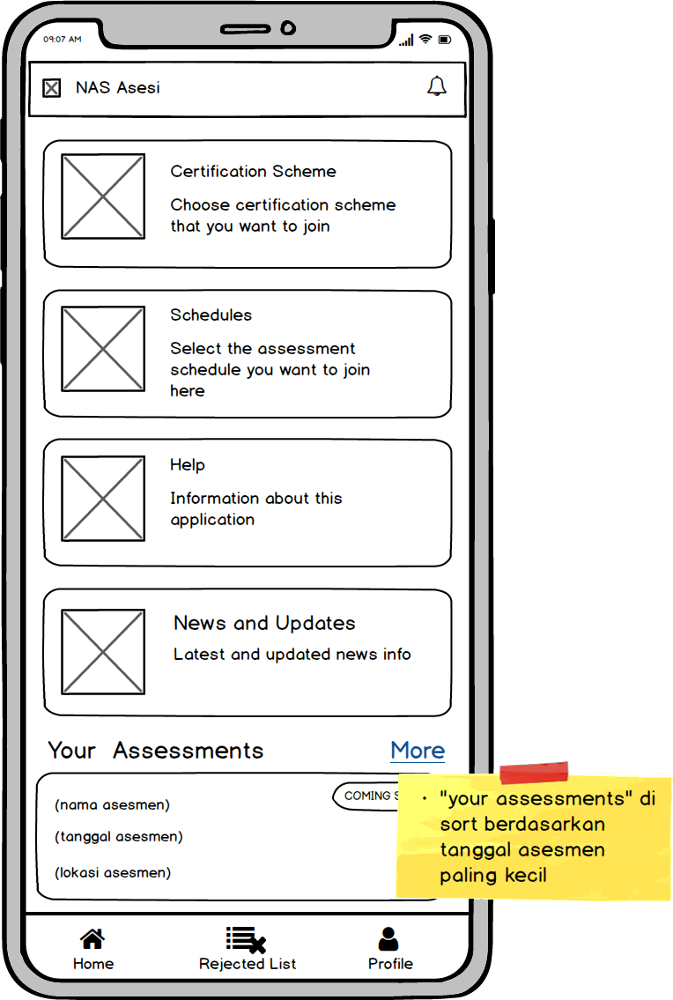 09:07 AM
NAS Asesi
Certification Scheme
Choose certification scheme
that you want to join
Schedules
Select the assessment
schedule you want to join
here
Help
Information about this
application
News and Updates
Latest and updated news info
Your Assessments
More
COMING
(nama asesmen)
(tanggal asesmen)
(lokasi asesmen)
• "your assessments" di
sort berdasarkan
tanggal asesmen
paling kecil
Home
Rejected List
Profile